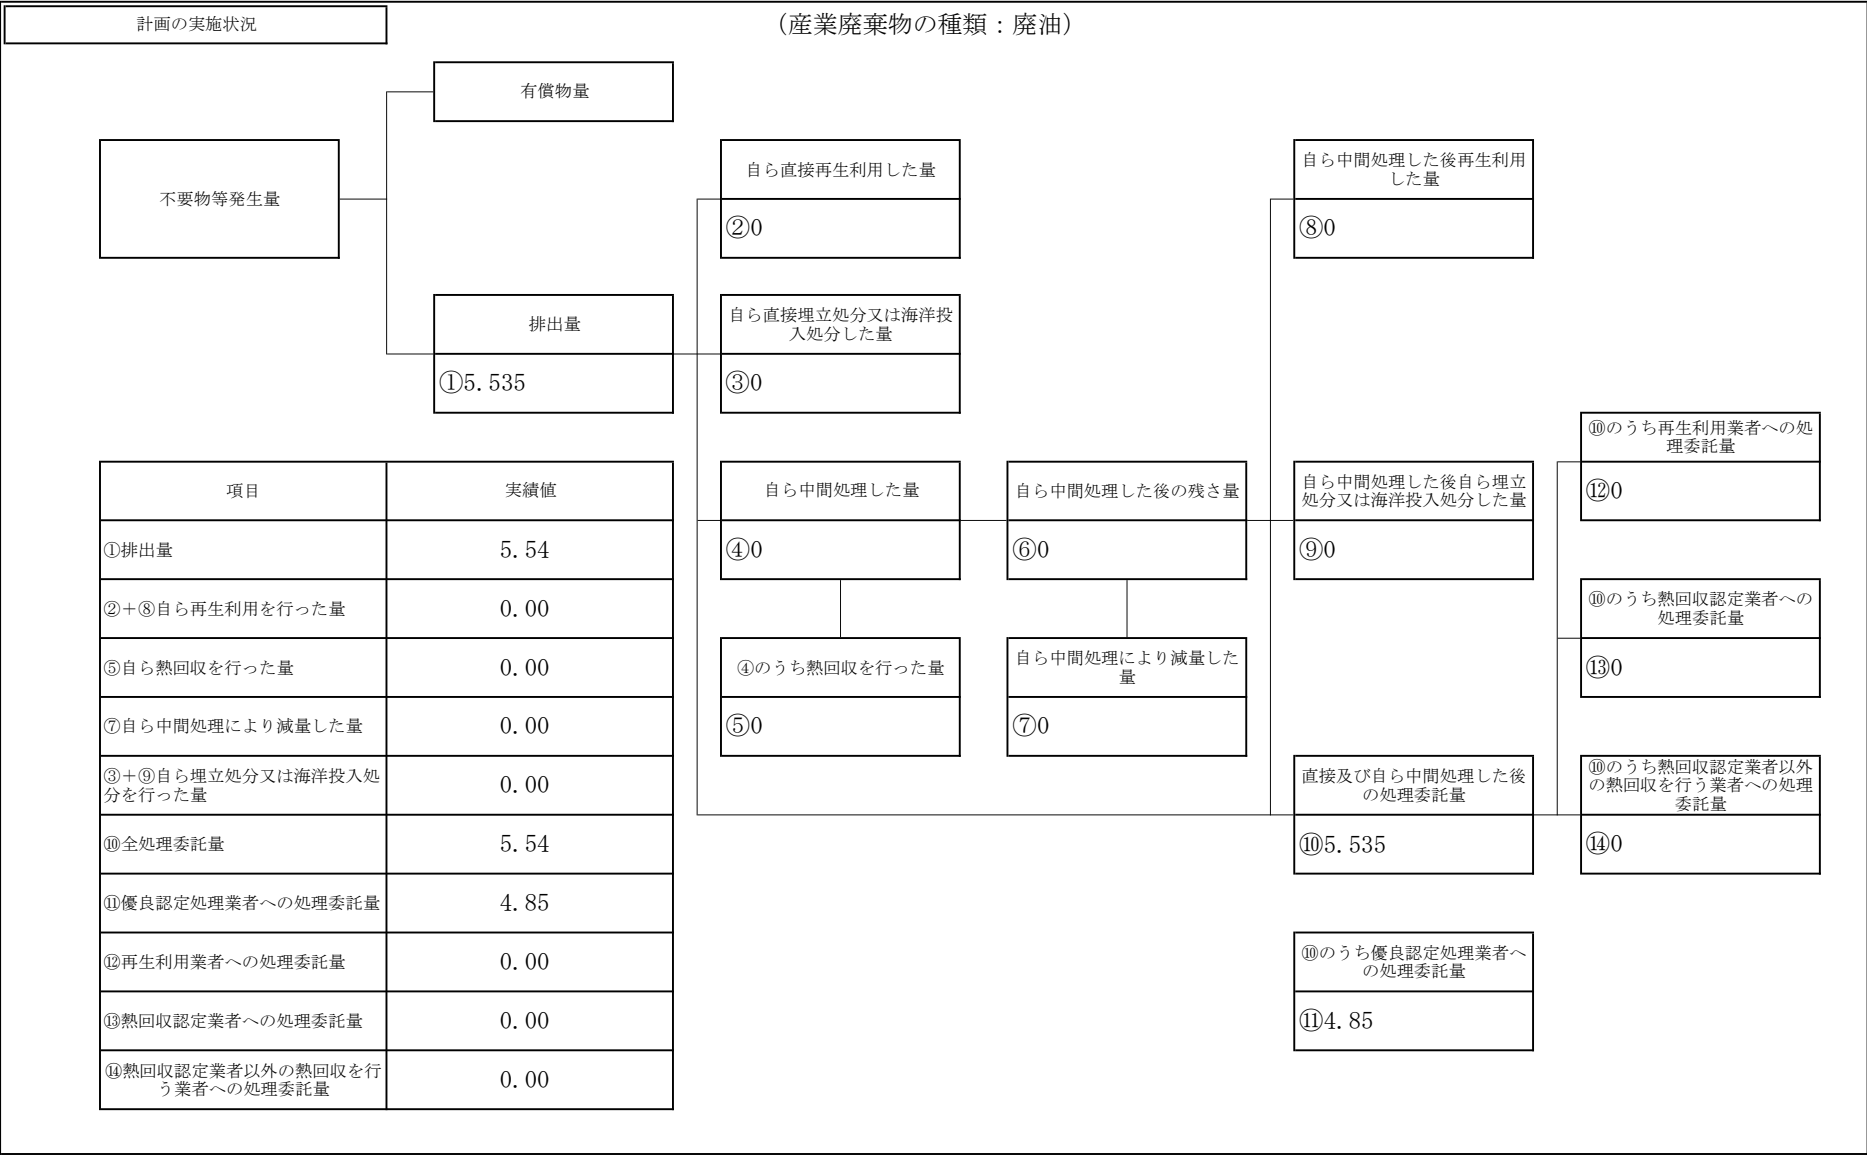 計画の実施状況
（産業廃棄物の種類：廃油）
有償物量
不要物等発生量
排出量
①5.535
自ら直接再生利用した量
②0
自ら直接埋立処分又は海洋投
入処分した量
③0
自ら中間処理した後再生利用
した量
⑧0
自ら中間処理した量
④0
自ら中間処理した後の残さ量
⑥0
自ら中間処理した後自ら埋立
処分又は海洋投入処分した量
⑨0
⑩のうち再生利用業者への処
理委託量
⑫0
④のうち熱回収を行った量
⑤0
自ら中間処理により減量した
量
⑦0
⑩のうち熱回収認定業者への
処理委託量
⑬0
直接及び自ら中間処理した後
の処理委託量
⑩5.535
⑩のうち熱回収認定業者以外
の熱回収を行う業者への処理
委託量
⑭0
⑩のうち優良認定処理業者へ
の処理委託量
⑪4.85
項目 実績値
①排出量 5.54
②＋⑧自ら再生利用を行った量 0.00
⑤自ら熱回収を行った量 0.00
⑦自ら中間処理により減量した量 0.00
③＋⑨自ら埋立処分又は海洋投入処
分を行った量 0.00
⑩全処理委託量 5.54
⑪優良認定処理業者への処理委託量 4.85
⑫再生利用業者への処理委託量 0.00
⑬熱回収認定業者への処理委託量 0.00
⑭熱回収認定業者以外の熱回収を行
う業者への処理委託量 0.00